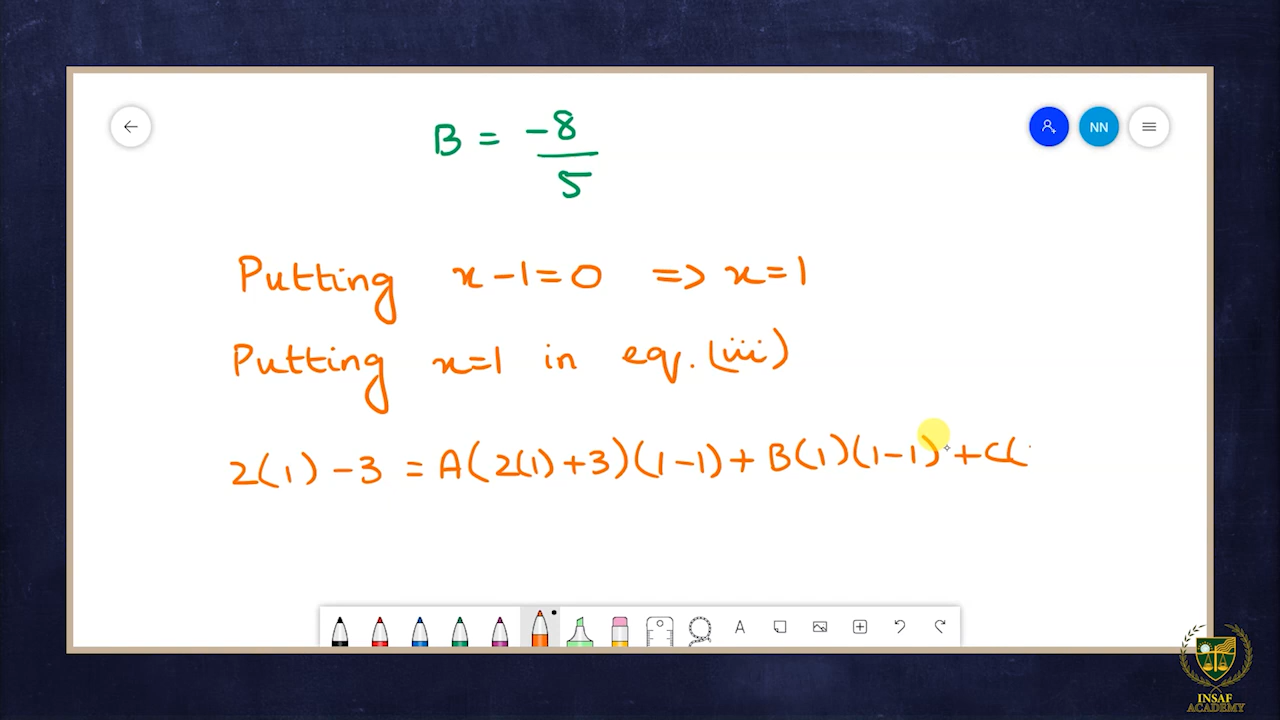 NN
B = -8/5
Putting x-1=0 => x=1
Putting x=1 in eq.(iii)
2(1)-3 = A(2(1)+3)(1-1)+B(1)(1-1)+C(
A
INSAF
ACADEMY